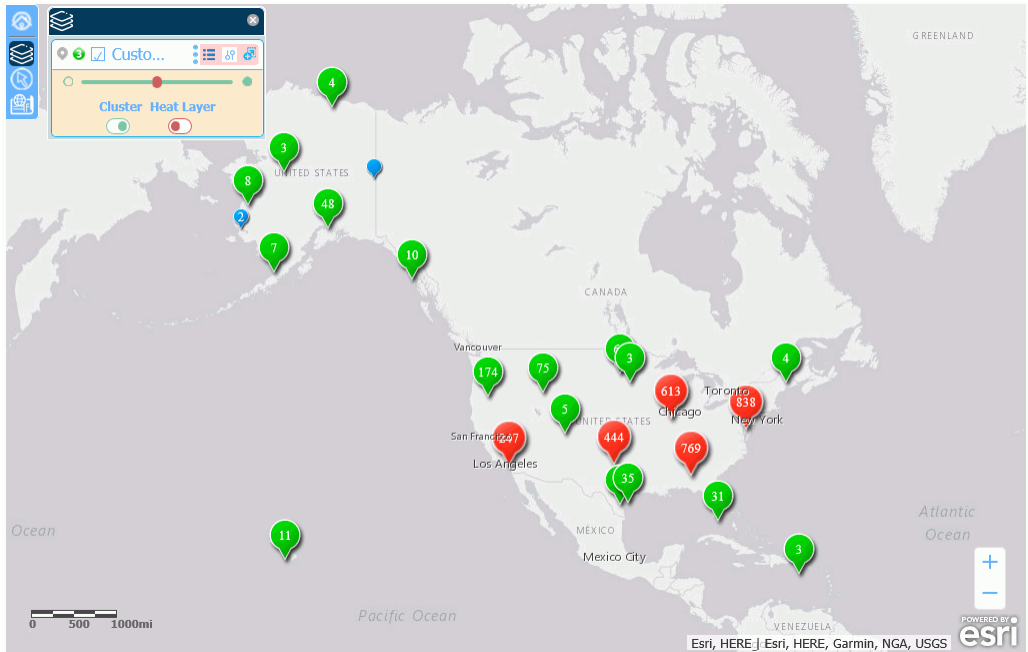 3 Custo...
Cluster Heat Layer
GREENLAND
4
3
UNITED STATES
8
48
2
7
10
CANADA
Vancouver
3
4
174
75
613
Toronto
838
5
Chicago
New York
UNITED STATES
San Francisco
247
444
769
Los Angeles
35
31
Atlantic
Ocean
Ocean
MÉXICO
11
3
Mexico City
+
−
0 500 1000mi
Pacific Ocean
VENEZUELA
POWERED BY
esri
Esri, HERE | Esri, HERE, Garmin, NGA, USGS